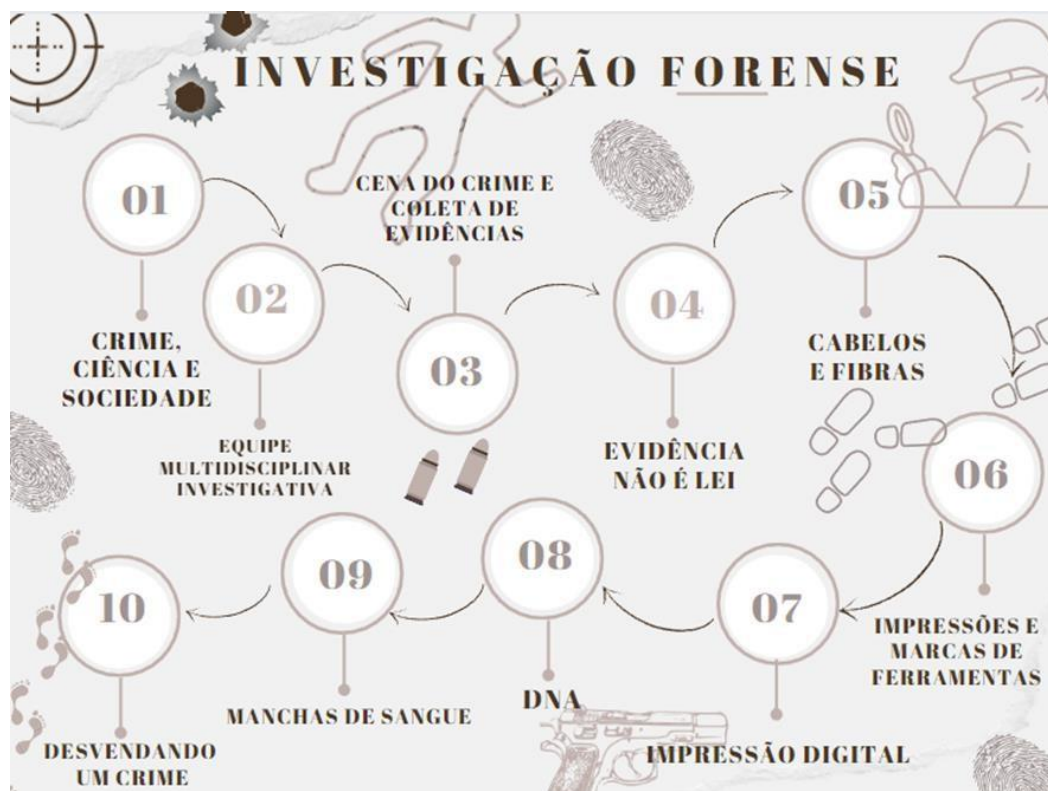 INVESTIGAÇÃO FORENSE
01
CRIME,
CIÊNCIA E
SOCIEDADE
02
EQUIPE
MULTIDISCIPLINAR
INVESTIGATIVA
CENA DO CRIME E
COLETA DE
EVIDÊNCIAS
03
04
EVIDÊNCIA
NÃO É LEI
05
CABELOS
E FIBRAS
06
IMPRESSÕES E
MARCAS DE
FERRAMENTAS
07
IMPRESSÃO DIGITAL
08
DNA
09
MANCHAS DE SANGUE
10
DESVENDANDO
UM CRIME